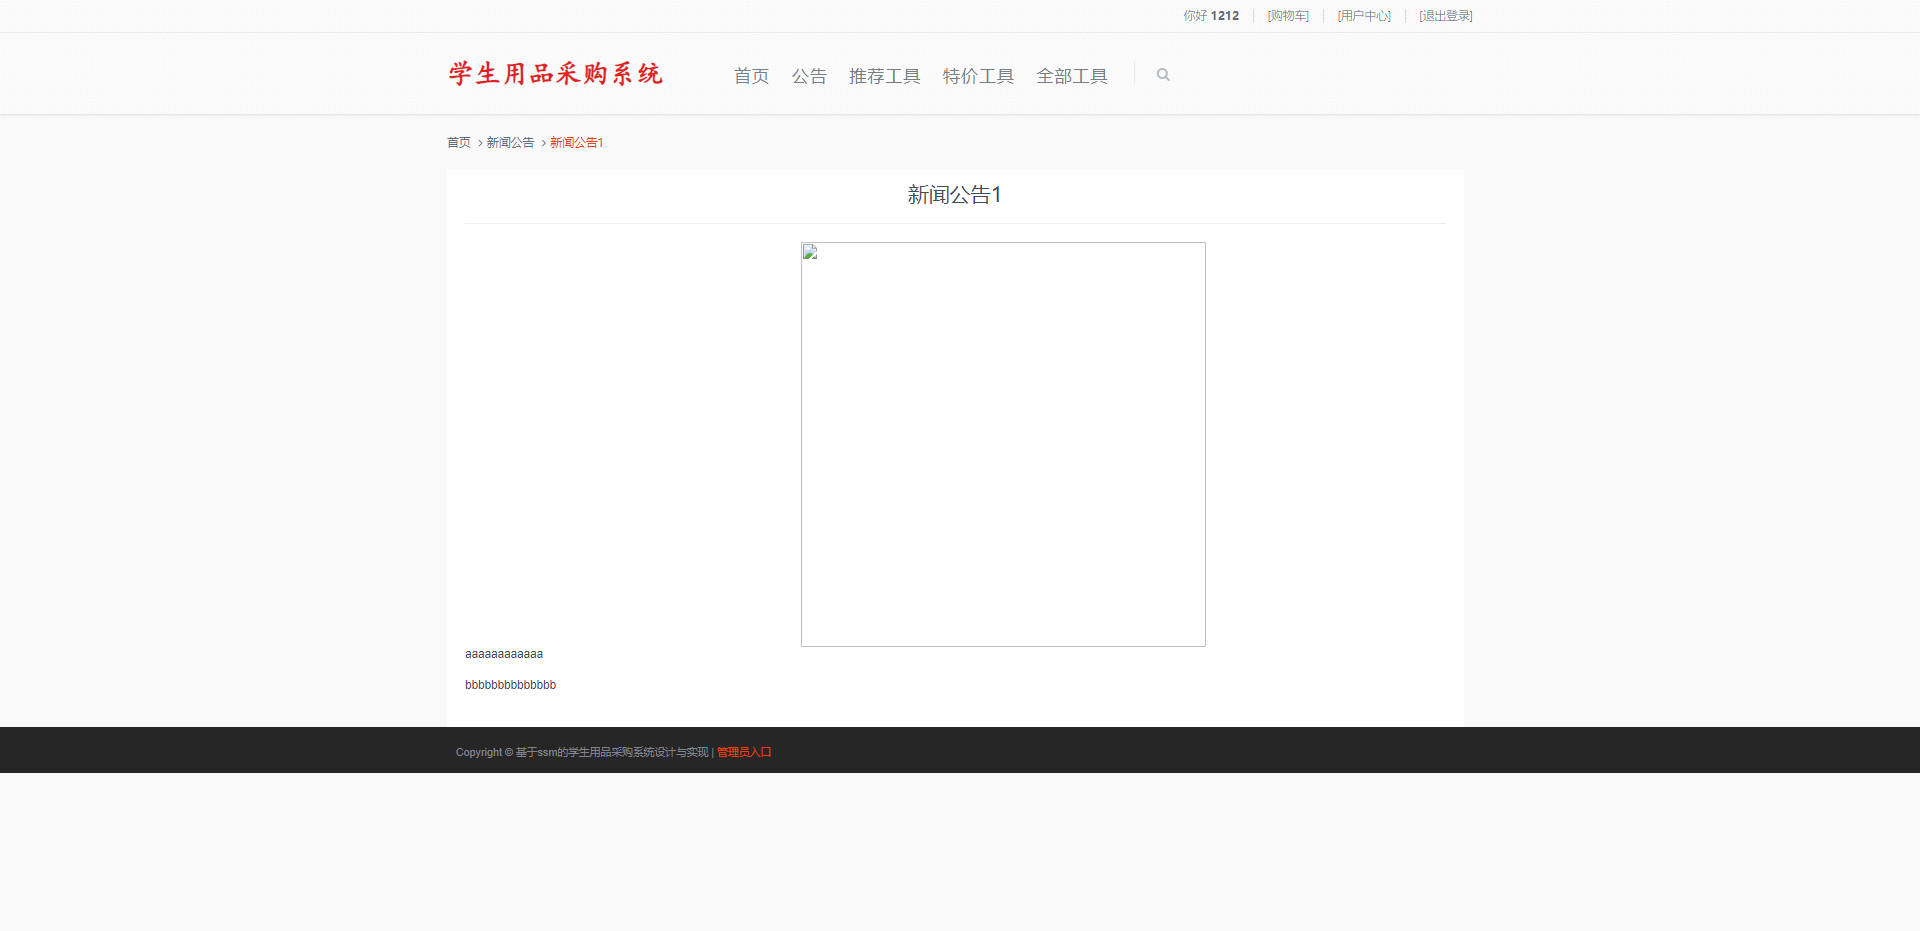 你好 1212 [购物车] [用户中心] [退出登录]
学生用品采购系统 首页 公告 推荐工具 特价工具 全部工具
首页 > 新闻公告 > 新闻公告1
新闻公告1
aaaaaaaaaaaa
bbbbbbbbbbbbbb
Copyright © 基于ssm的学生用品采购系统设计与实现 | 管理员入口